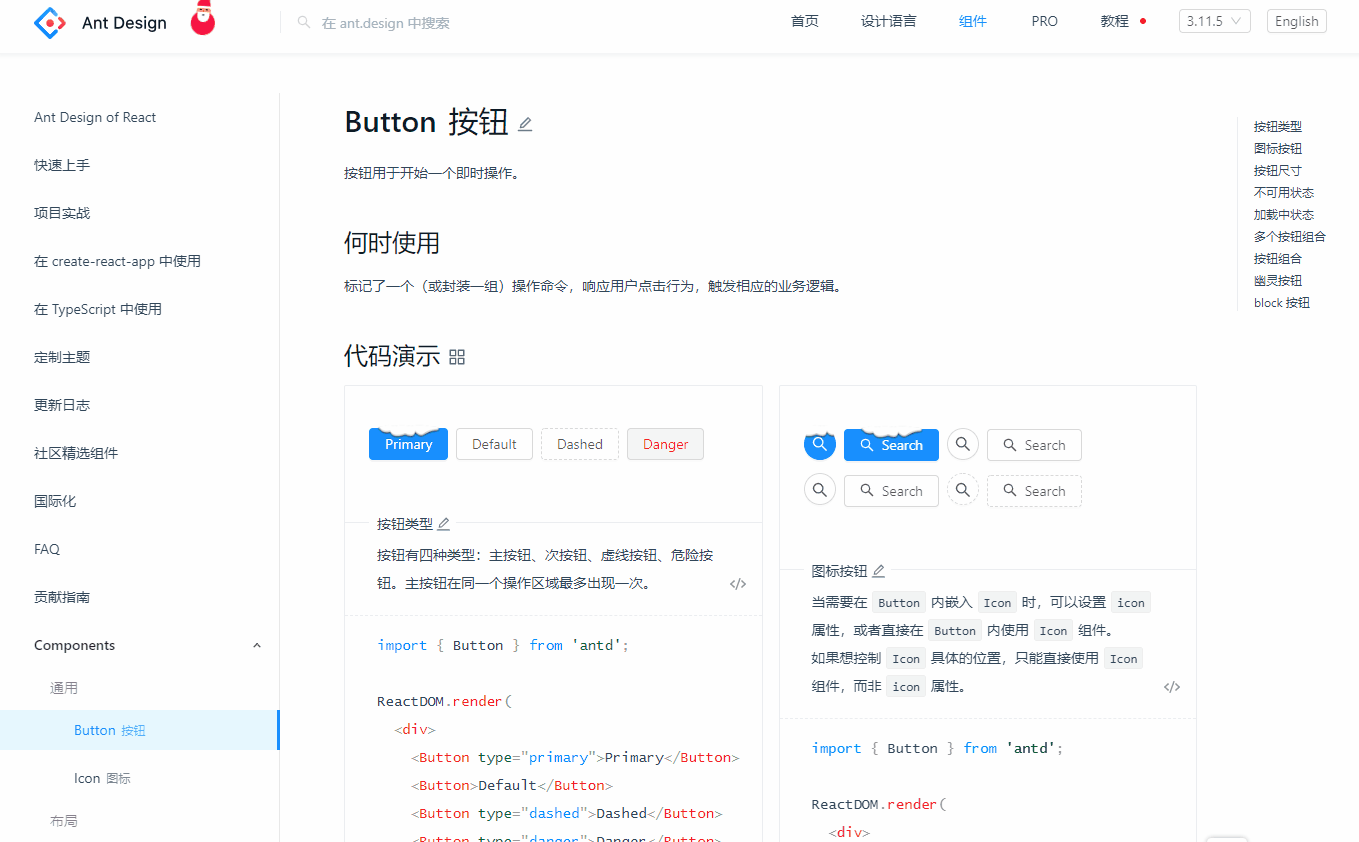 Ant Design
在 ant.design 中搜索
首页
设计语言
组件
PRO
教程
3.11.5
English
Ant Design of React
快速上手
项目实战
在 create-react-app 中使用
在 TypeScript 中使用
定制主题
更新日志
社区精选组件
国际化
FAQ
贡献指南
Components
通用
Button 按钮
Icon 图标
布局
Button 按钮
按钮用于开始一个即时操作。
何时使用
标记了一个（或封装一组）操作命令，响应用户点击行为，触发相应的业务逻辑。
代码演示
Primary
Default
Dashed
Danger
按钮类型
按钮有四种类型：主按钮、次按钮、虚线按钮、危险按
钮。主按钮在同一个操作区域最多出现一次。
import { Button } from 'antd';
ReactDOM.render(
<div>
<Button type="primary">Primary</Button>
<Button>Default</Button>
<Button type="dashed">Dashed</Button>
<Button type="danger">Danger</Button>
Search
Search
Search
Search
图标按钮
当需要在 Button 内嵌入 Icon 时，可以设置 icon
属性，或者直接在 Button 内使用 Icon 组件。
如果想控制 Icon 具体的位置，只能直接使用 Icon
组件，而非 icon 属性。
import { Button } from 'antd';
ReactDOM.render(
<div>
按钮类型
图标按钮
按钮尺寸
不可用状态
加载中状态
多个按钮组合
按钮组合
幽灵按钮
block 按钮